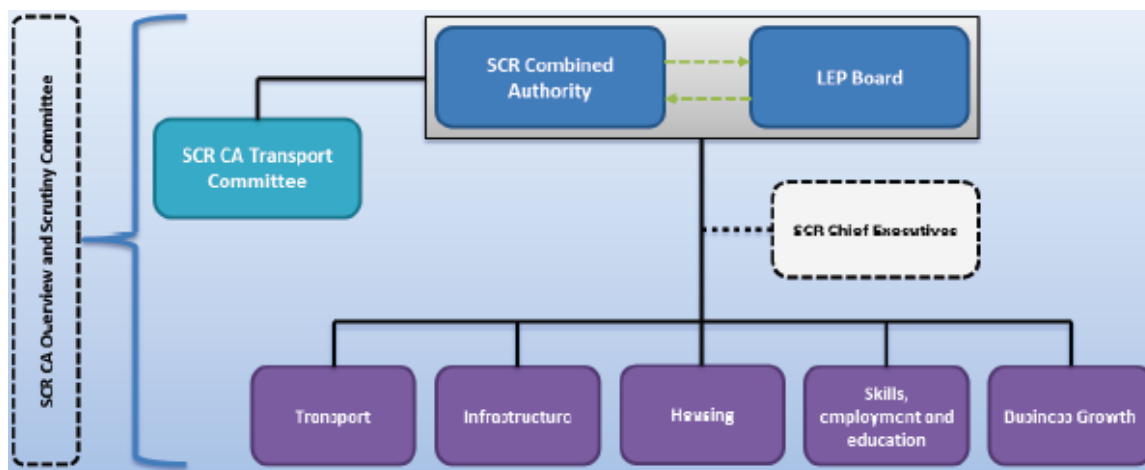 SCR CA Overview and Scrutiny Committee
SCR Combined
Authority
LEP Board
SCR CA Transport
Committee
SCR Chief Executives
Transport
Infrastructure
Housing
Skills,
employment and
education
Business Growth